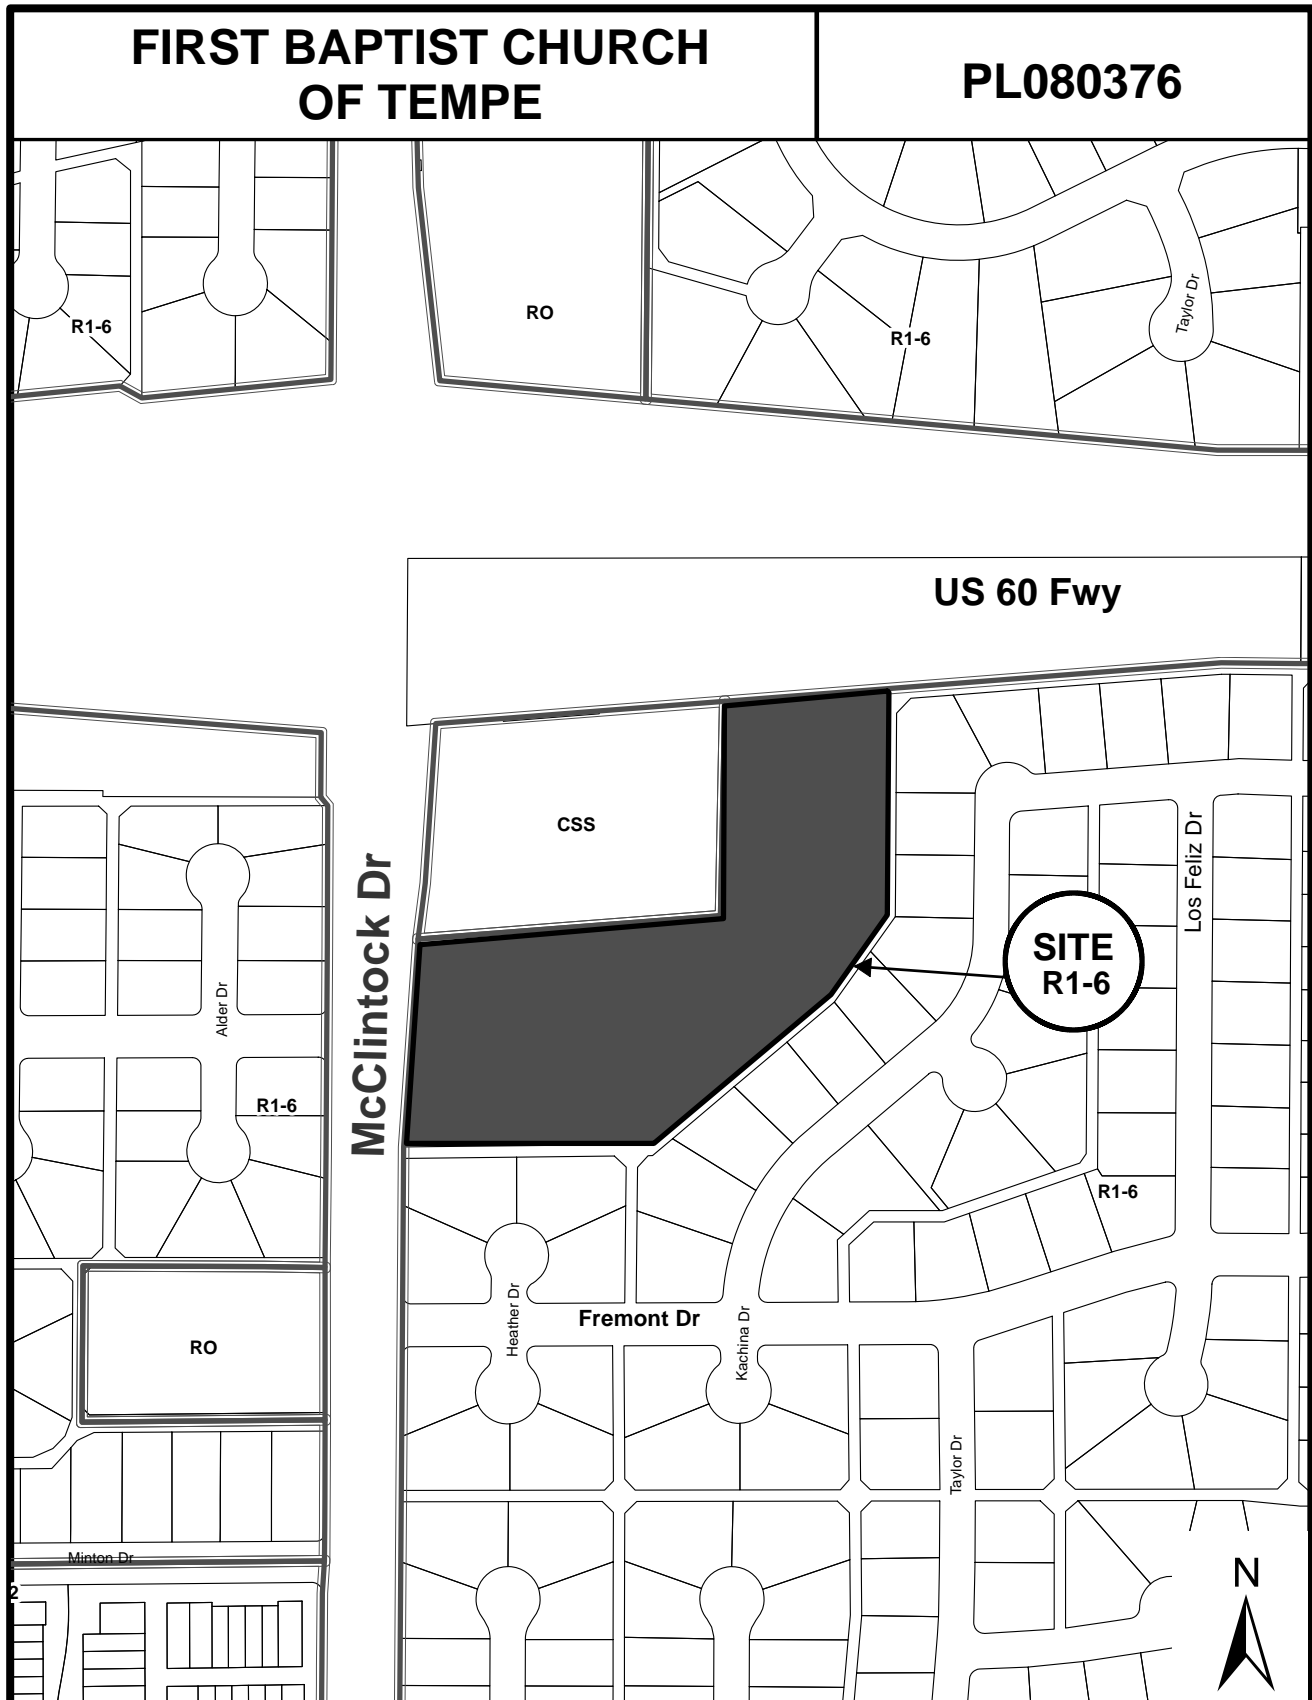 FIRST BAPTIST CHURCH
OF TEMPE
PL080376
R1-6
RO
R1-6
Taylor Dr
US 60 Fwy
CSS
McClintock Dr
Los Feliz Dr
SITE
R1-6
Alder Dr
R1-6
R1-6
RO
Heather Dr
Fremont Dr
Kachina Dr
Taylor Dr
Minton Dr
2
N